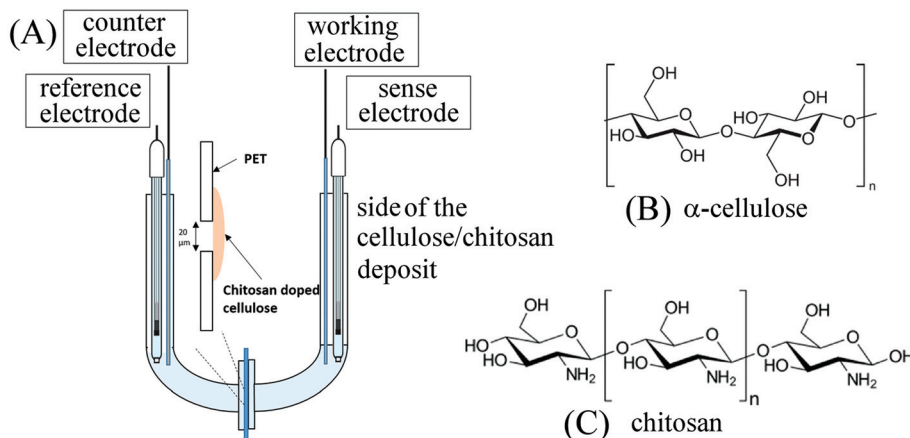 (A)
counter
electrode
working
electrode
reference
electrode
sense
electrode
PET
20
μm
Chitosan doped
cellulose
side of the
cellulose/chitosan
deposit
OH
OH
OH
O
O
HO
O
HO
O
OH
OH
n
(B) α-cellulose
OH
OH
OH
O
O
O
OH
HO
O
O
HO
HO
HO
NH2
NH2
NH2
n
(C) chitosan